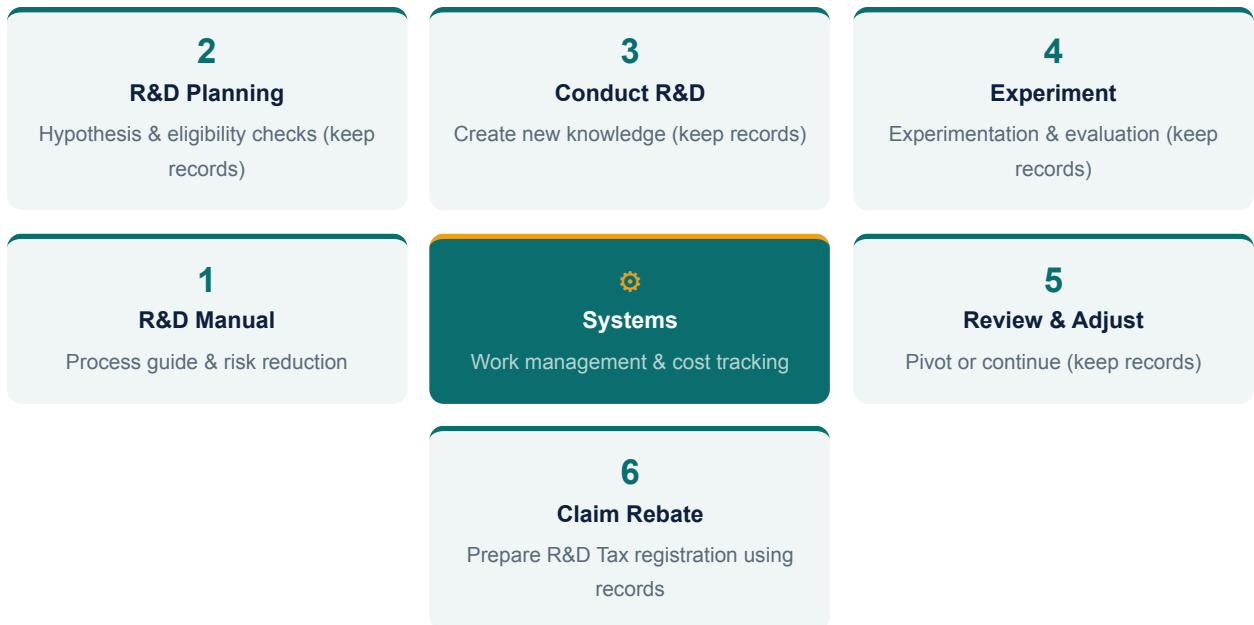 2
R&D Planning
Hypothesis & eligibility checks (keep
records)
3
Conduct R&D
Create new knowledge (keep records)
4
Experiment
Experimentation & evaluation (keep
records)
1
R&D Manual
Process guide & risk reduction
⚙
Systems
Work management & cost tracking
5
Review & Adjust
Pivot or continue (keep records)
6
Claim Rebate
Prepare R&D Tax registration using
records